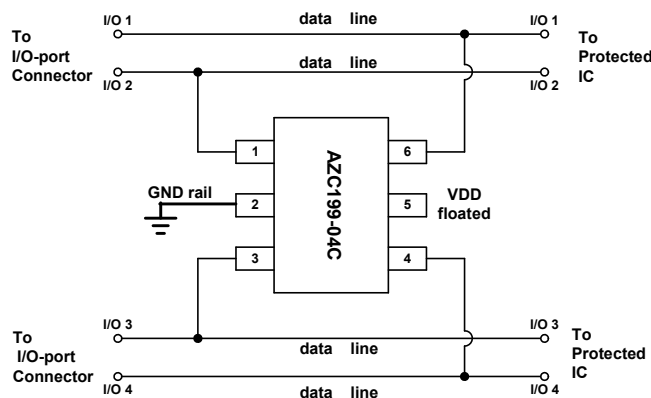 I/O 1
data line
I/O 1
To
I/O-port
Connector
To
Protected
IC
I/O 2
data line
I/O 2
1
6
AZC199-04C
GND rail
2
5
VDD
floated
3
4
To
I/O-port
Connector
I/O 3
data line
I/O 3
To
Protected
IC
I/O 4
data line
I/O 4